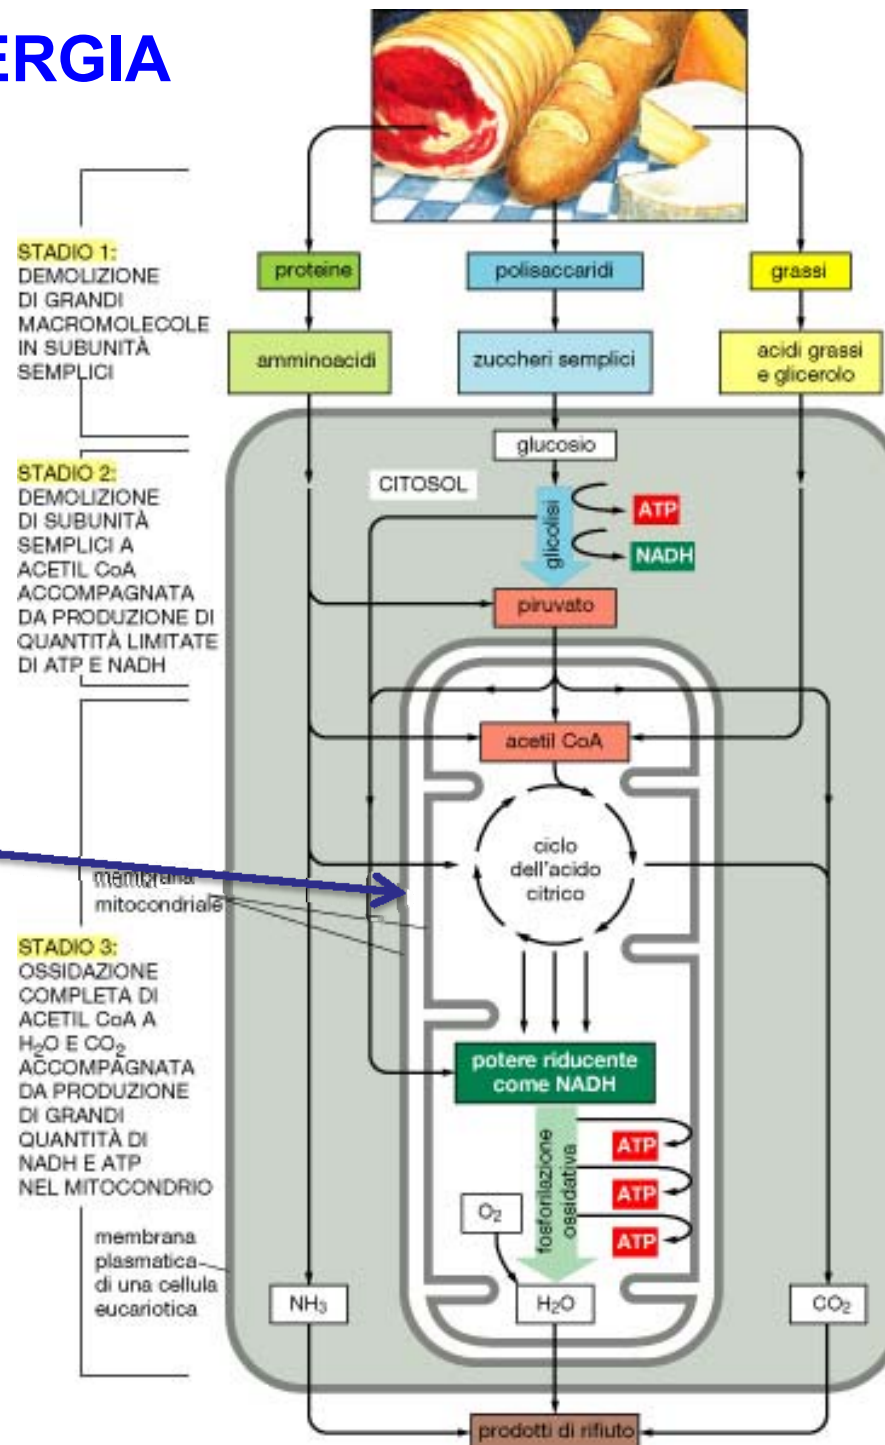 ERGIA
STADIO 1:
DEMOLIZIONE
DI GRANDI
MACROMOLECOLE
IN SUBUNITÀ
SEMPLICI
proteine
polisaccaridi
grassi
amminoacidi
zuccheri semplici
acidi grassi
e glicerolo
STADIO 2:
DEMOLIZIONE
DI SUBUNITÀ
SEMPLICI A
ACETIL CoA
ACCOMPAGNATA
DA PRODUZIONE DI
QUANTITÀ LIMITATE
DI ATP E NADH
glucosio
CITOSOL
glicolisi
ATP
NADH
piruvato
acetil CoA
ciclo
dell'acido
citrico
membrana
mitocondriale
STADIO 3:
OSSIDAZIONE
COMPLETA DI
ACETIL CoA A
H₂O E CO₂
ACCOMPAGNATA
DA PRODUZIONE
DI GRANDI
QUANTITÀ DI
NADH E ATP
NEL MITOCONDRIO
potere riducente
come NADH
fosforilazione
ossidativa
ATP
ATP
ATP
O₂
membrana
plasmatica
di una cellula
eucariotica
NH₃
H₂O
CO₂
prodotti di rifiuto